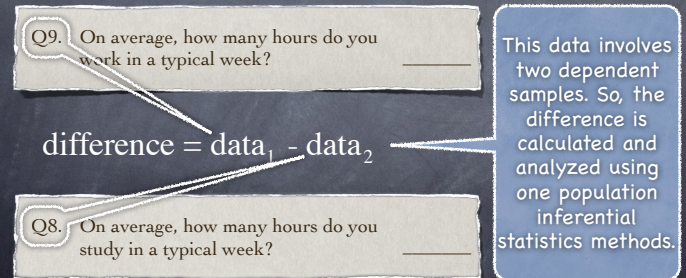 Q9. On average, how many hours do you
work in a typical week? ________
difference = data₁ - data₂
Q8. On average, how many hours do you
study in a typical week? ________
This data involves
two dependent
samples. So, the
difference is
calculated and
analyzed using
one population
inferential
statistics methods.